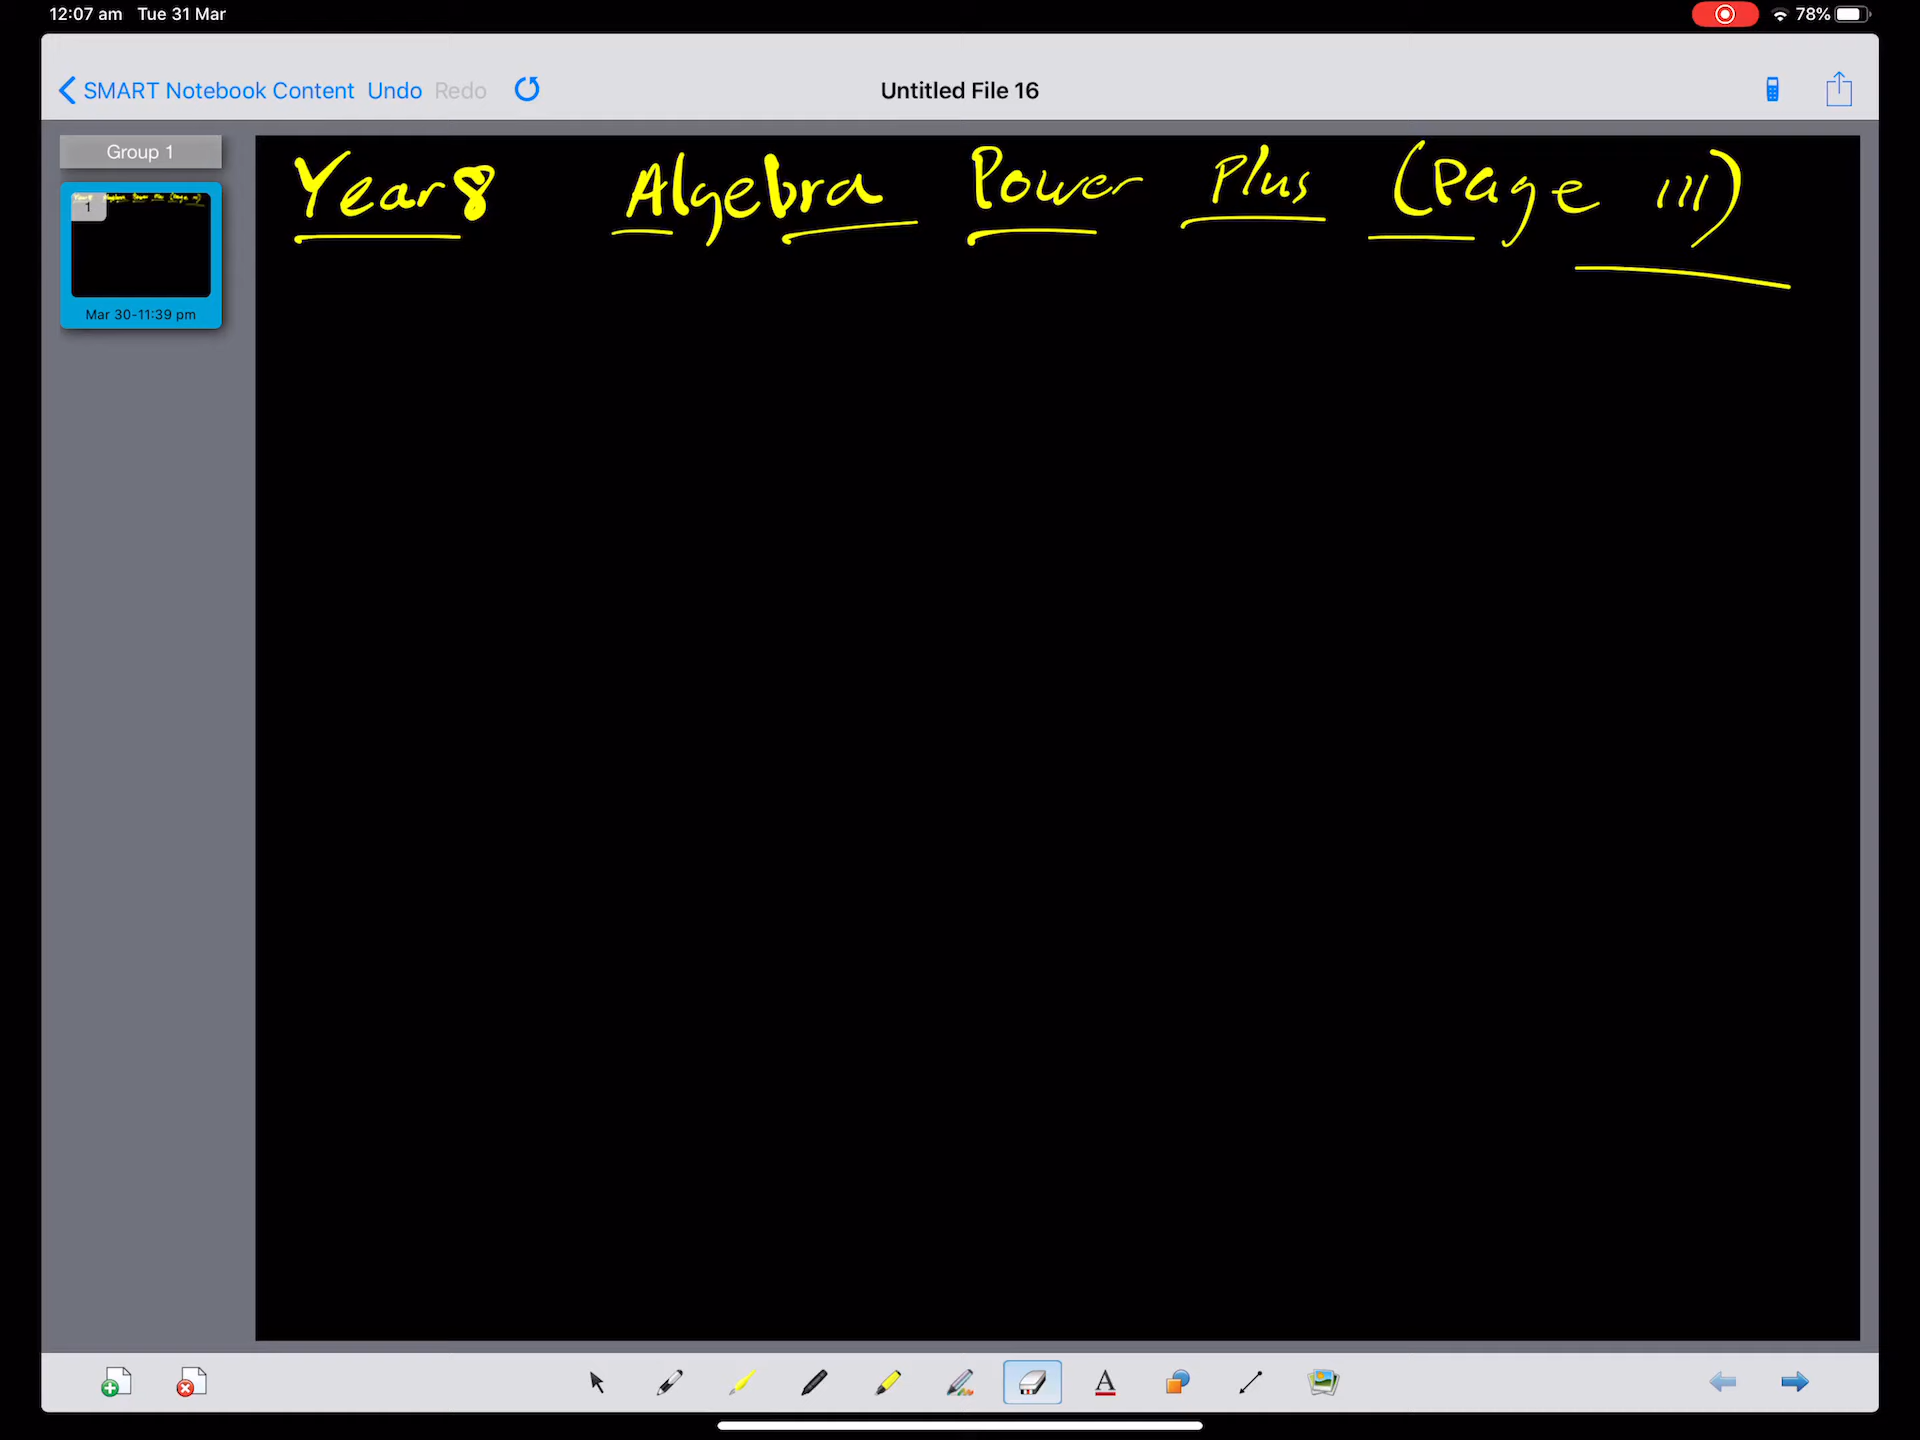 12:07 am Tue 31 Mar 78%
SMART Notebook Content Undo Redo Untitled File 16
Group 1
Year 8 Algebra Power Plus (Page 111)
1
Mar 30-11:39 pm
A